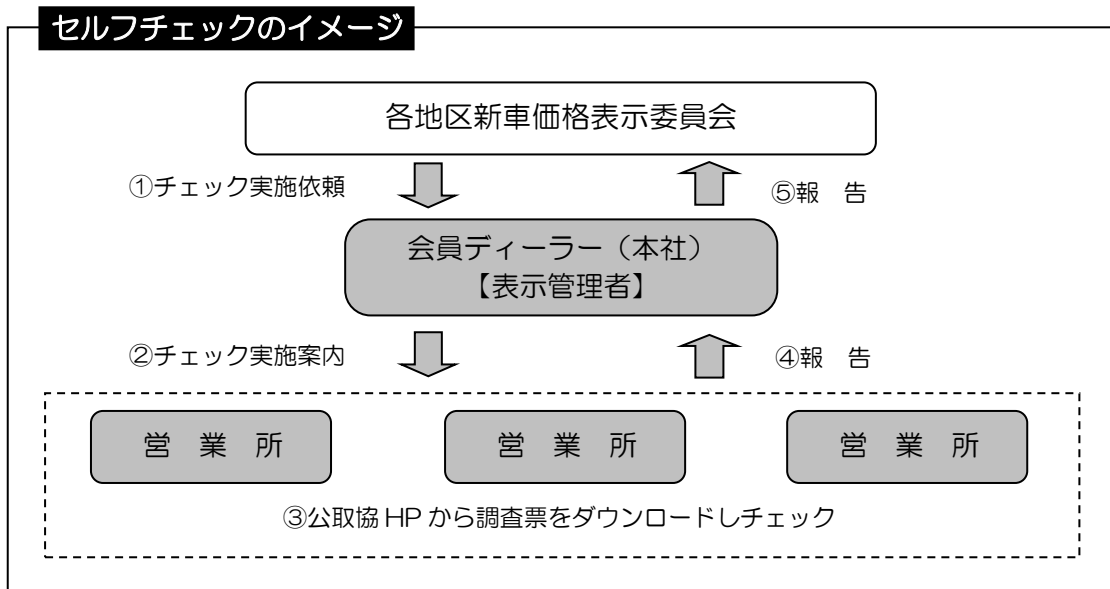 セルフチェックのイメージ
各地区新車価格表示委員会
①チェック実施依頼
⑤報　告
会員ディーラー（本社）
【表示管理者】
②チェック実施案内
④報　告
営　業　所
営　業　所
営　業　所
③公取協 HP から調査票をダウンロードしチェック